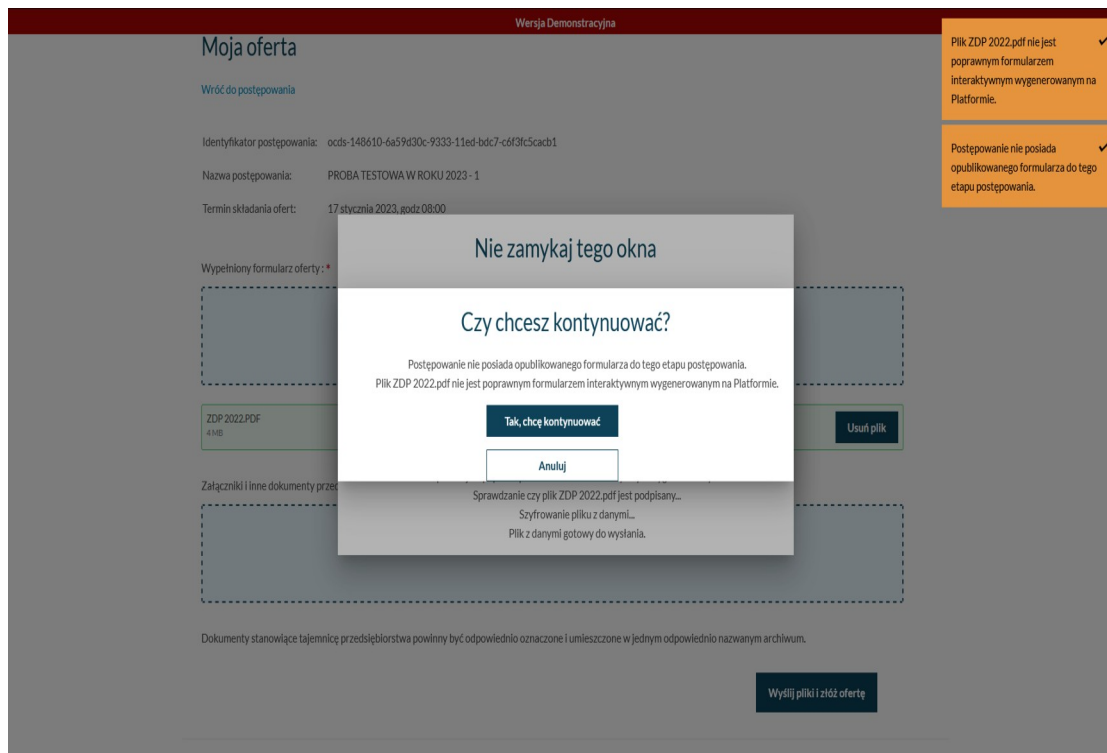 Wersja Demonstracyjna
Moja oferta
Wróć do postępowania
Identyfikator postępowania: ocds-148610-6a59d30c-9333-11ed-bdc7-c6f3fc5cacb1
Nazwa postępowania: PROBA TESTOWA W ROKU 2023 - 1
Termin składania ofert: 17 stycznia 2023, godz 08:00
Wypełniony formularz oferty : *
Nie zamykaj tego okna
Czy chcesz kontynuować?
Postępowanie nie posiada opublikowanego formularza do tego etapu postępowania.
Plik ZDP 2022.pdf nie jest poprawnym formularzem interaktywnym wygenerowanym na Platformie.
Tak, chcę kontynuować
Anuluj
ZDP 2022.PDF
4 MB
Usuń plik
Załączniki i inne dokumenty
Sprawdzanie czy plik ZDP 2022.pdf jest podpisany...
Szyfrowanie pliku z danymi...
Plik z danymi gotowy do wysłania.
Dokumenty stanowiące tajemnicę przedsiębiorstwa powinny być odpowiednio oznaczone i umieszczone w jednym odpowiednio nazwanym archiwum.
Wyślij pliki i złóż ofertę
Plik ZDP 2022.pdf nie jest
poprawnym formularzem
interaktywnym wygenerowanym na
Platformie.
Postępowanie nie posiada
opublikowanego formularza do tego
etapu postępowania.